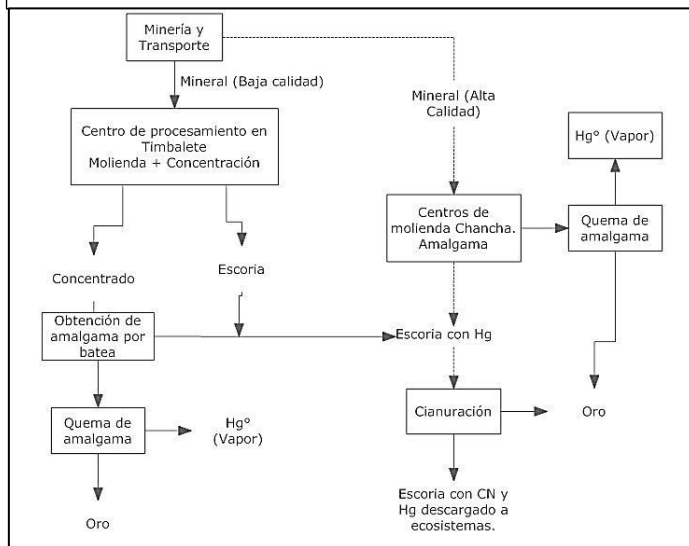 Minería y
Transporte
Mineral (Baja calidad)
Mineral (Alta
Calidad)
Centro de procesamiento en
Timbalete
Molienda + Concentración
Hg° (Vapor)
Centros de
molienda Chancha.
Amalgama
Quema de
amalgama
Concentrado
Escoria
Obtención de
amalgama por
batea
Escoria con Hg
Quema de
amalgama
Hg°
(Vapor)
Cianuración
Oro
Oro
Escoria con CN y
Hg descargado a
ecosistemas.